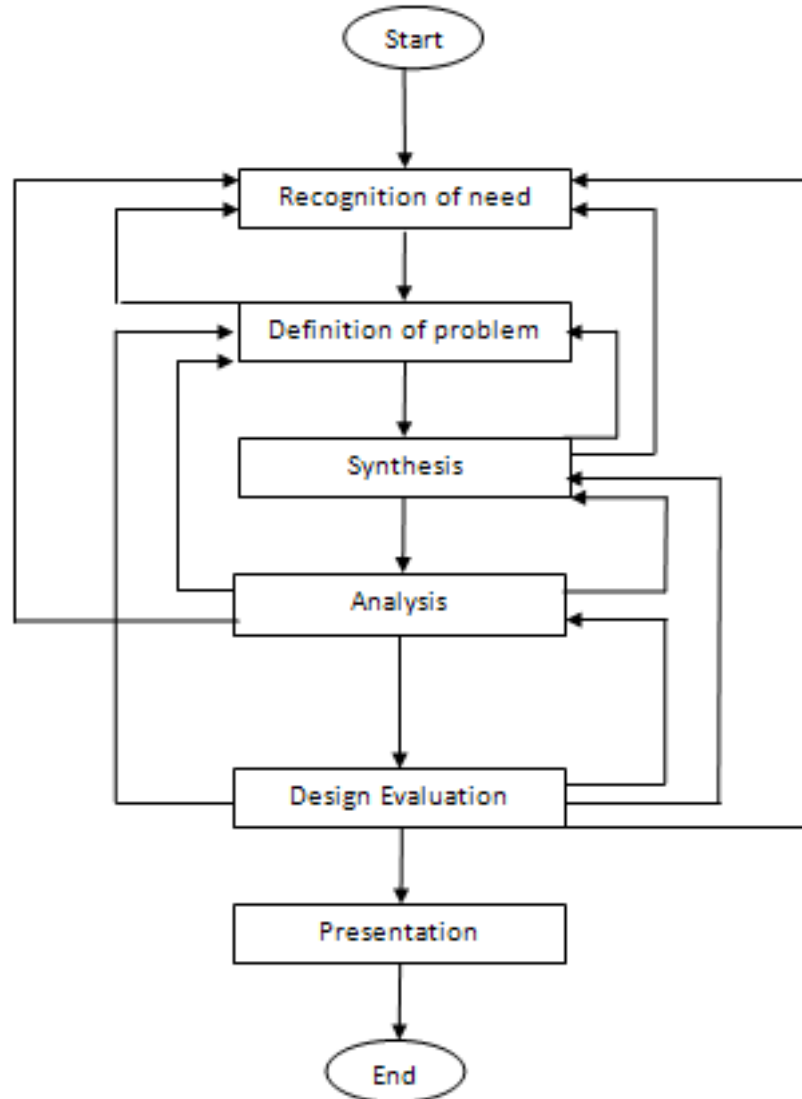 Start
Recognition of need
Definition of problem
Synthesis
Analysis
Design Evaluation
Presentation
End